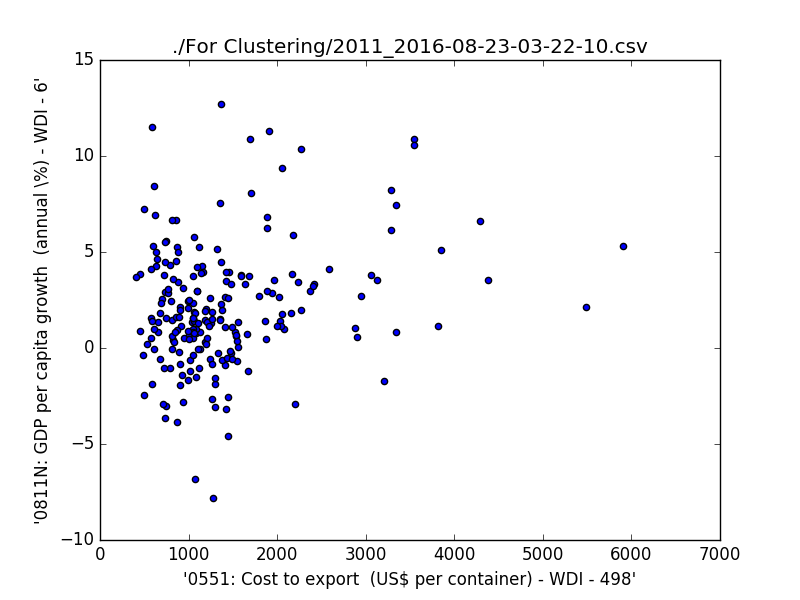 ./For Clustering/2011_2016-08-23-03-22-10.csv
15
10
5
0
−5
−10
'0811N: GDP per capita growth  (annual \%) - WDI - 6'
0 1000 2000 3000 4000 5000 6000 7000
'0551: Cost to export  (US$ per container) - WDI - 498'